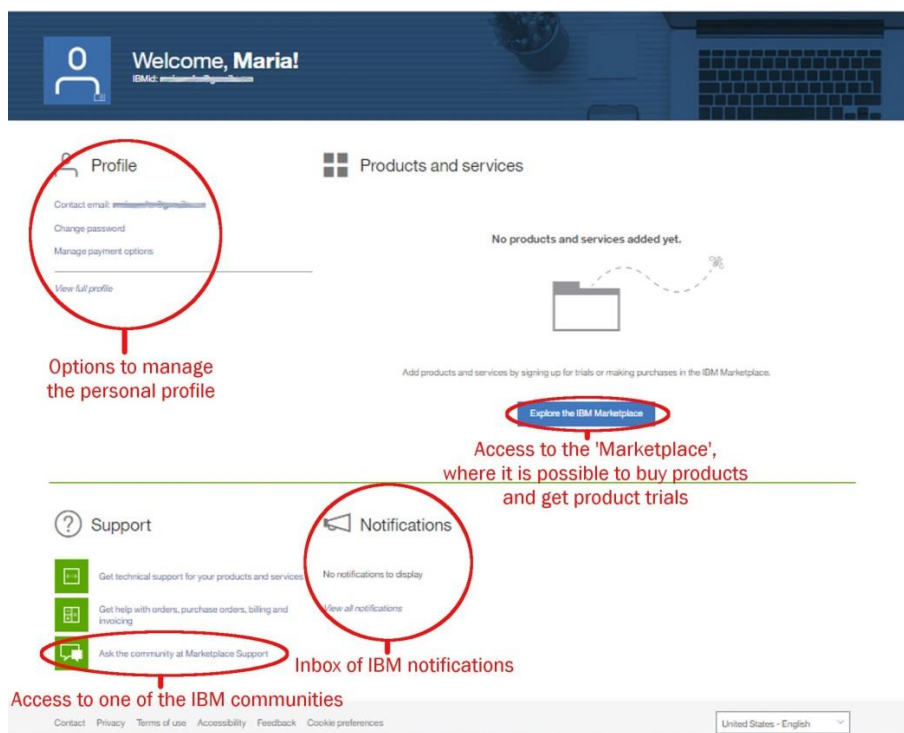 Welcome, Maria!
IBMid:
Profile
Contact email:
Change password
Manage payment options
View full profile
Options to manage
the personal profile
Products and services
No products and services added yet.
Add products and services by signing up for trials or making purchases in the IBM Marketplace.
Explore the IBM Marketplace
Access to the 'Marketplace',
where it is possible to buy products
and get product trials
Support
Get technical support for your products and services
Get help with orders, purchase orders, billing and
invoicing
Ask the community at Marketplace Support
Access to one of the IBM communities
Notifications
No notifications to display
View all notifications
Inbox of IBM notifications
Contact Privacy Terms of use Accessibility Feedback Cookie preferences
United States - English